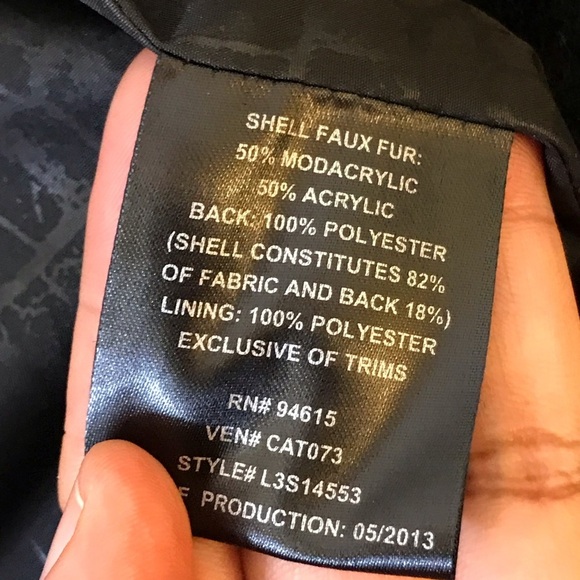 SHELL FAUX FUR:
50% MODACRYLIC
50% ACRYLIC
BACK: 100% POLYESTER
(SHELL CONSTITUTES 82%
OF FABRIC AND BACK 18%)
LINING: 100% POLYESTER
EXCLUSIVE OF TRIMS
RN# 94615
VEN# CAT073
STYLE# L3S14553
PRODUCTION: 05/2013